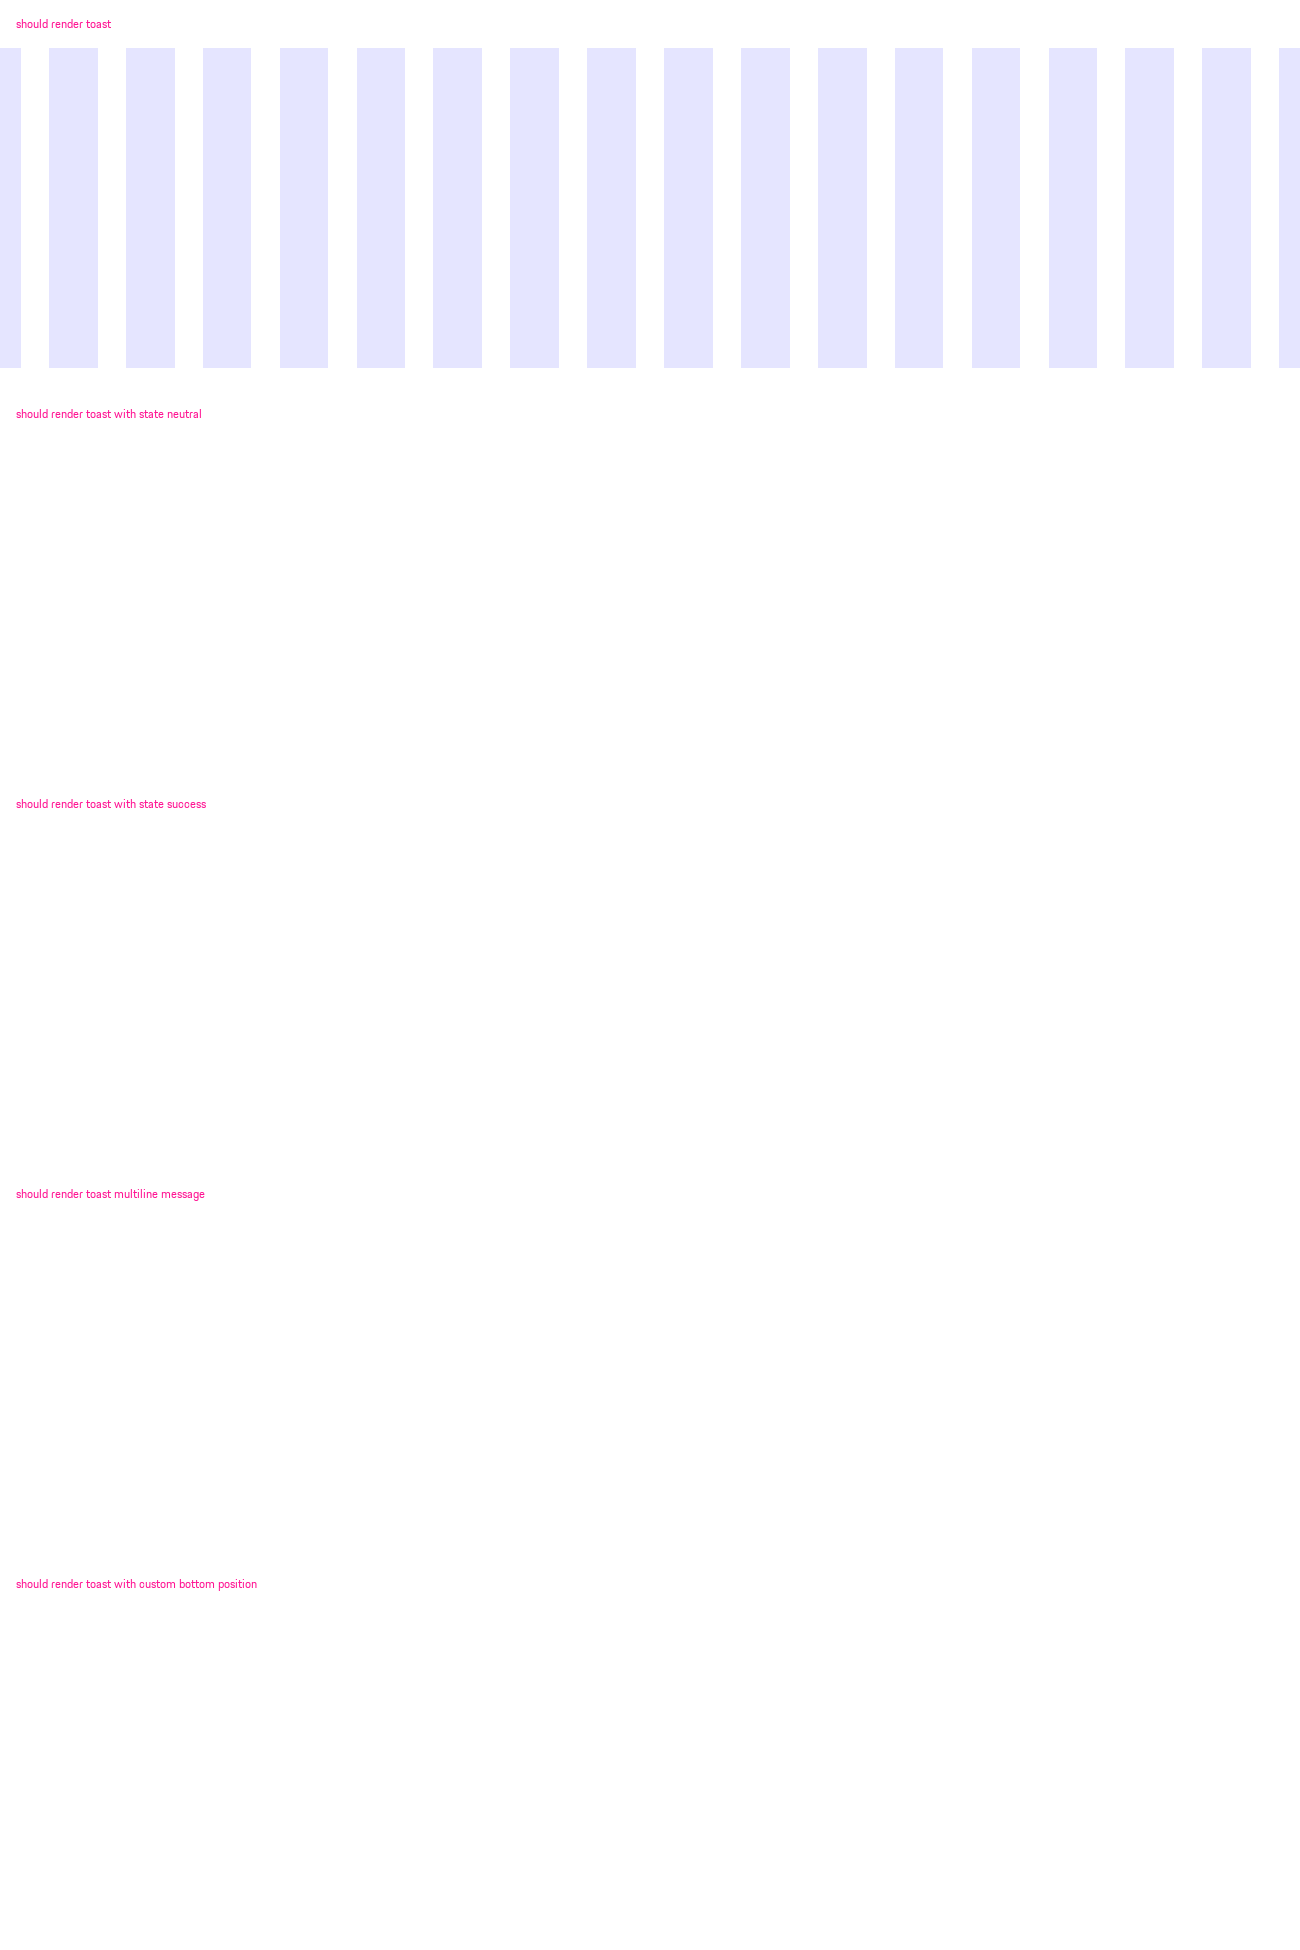 should render toast
should render toast with state neutral
should render toast with state success
should render toast multiline message
should render toast with custom bottom position